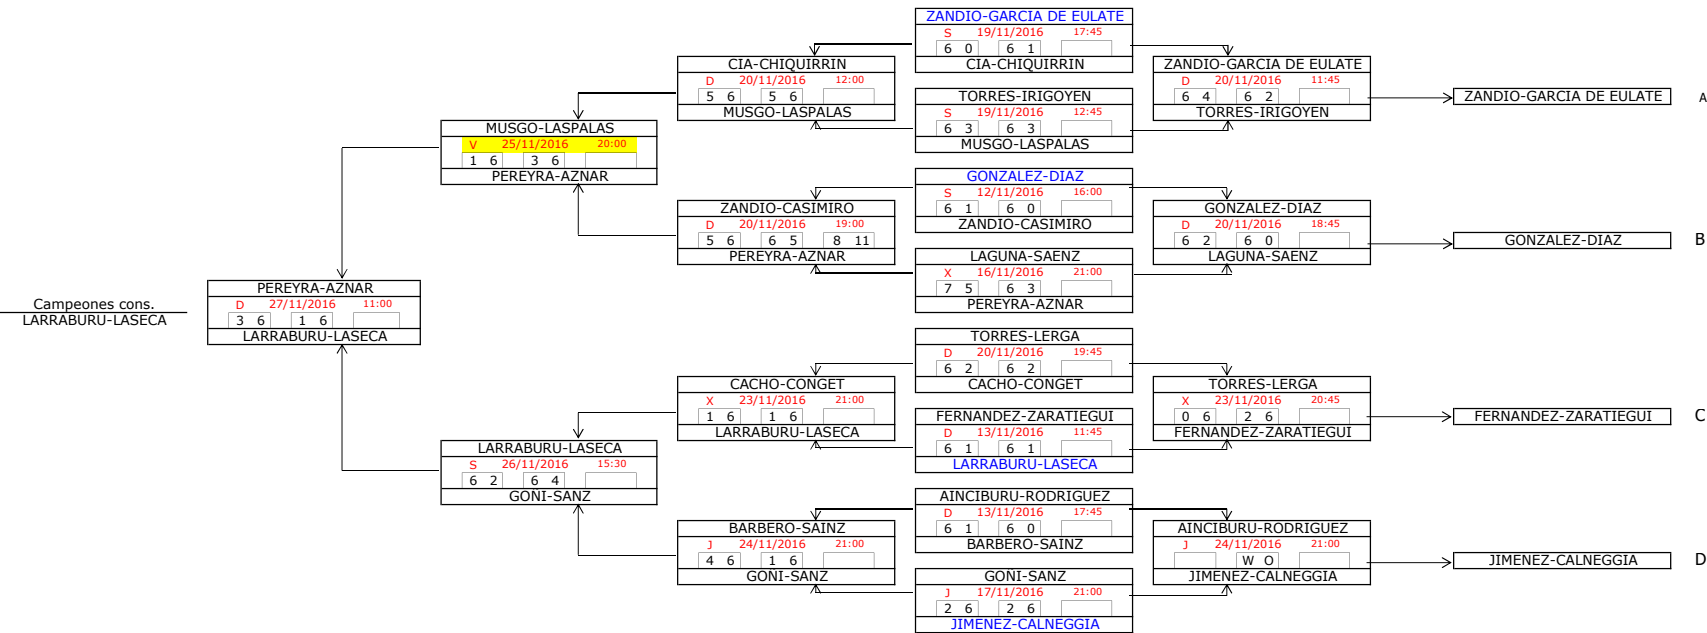 Campeones cons.
LARRABURU-LASECA
PEREYRA-AZNAR
D 27/11/2016 11:00
3 6 1 6
LARRABURU-LASECA
MUSGO-LASPALAS
V 25/11/2016 20:00
1 6 3 6
PEREYRA-AZNAR
LARRABURU-LASECA
S 26/11/2016 15:30
6 2 6 4
GOÑI-SANZ
CIA-CHIQUIRRIN
D 20/11/2016 12:00
5 6 5 6
MUSGO-LASPALAS
ZANDIO-CASIMIRO
D 20/11/2016 19:00
5 6 6 5 8 11
PEREYRA-AZNAR
CACHO-CONGET
X 23/11/2016 21:00
1 6 1 6
LARRABURU-LASECA
BARBERO-SAINZ
J 24/11/2016 21:00
4 6 1 6
GOÑI-SANZ
ZANDIO-GARCIA DE EULATE
S 19/11/2016 17:45
6 0 6 1
CIA-CHIQUIRRIN
TORRES-IRIGOYEN
S 19/11/2016 12:45
6 3 6 3
MUSGO-LASPALAS
GONZALEZ-DIAZ
S 12/11/2016 16:00
6 1 6 0
ZANDIO-CASIMIRO
LAGUNA-SAENZ
X 16/11/2016 21:00
7 5 6 3
PEREYRA-AZNAR
TORRES-LERGA
D 20/11/2016 19:45
6 2 6 2
CACHO-CONGET
FERNANDEZ-ZARATIEGUI
D 13/11/2016 11:45
6 1 6 1
LARRABURU-LASECA
AINCIBURU-RODRIGUEZ
D 13/11/2016 17:45
6 1 6 0
BARBERO-SAINZ
GOÑI-SANZ
J 17/11/2016 21:00
2 6 2 6
JIMENEZ-CALNEGGIA
ZANDIO-GARCIA DE EULATE
D 20/11/2016 11:45
6 4 6 2
TORRES-IRIGOYEN
GONZALEZ-DIAZ
D 20/11/2016 18:45
6 2 6 0
LAGUNA-SAENZ
TORRES-LERGA
X 23/11/2016 20:45
0 6 2 6
FERNANDEZ-ZARATIEGUI
AINCIBURU-RODRIGUEZ
J 24/11/2016 21:00
W O
JIMENEZ-CALNEGGIA
ZANDIO-GARCIA DE EULATE A
GONZALEZ-DIAZ B
FERNANDEZ-ZARATIEGUI C
JIMENEZ-CALNEGGIA D